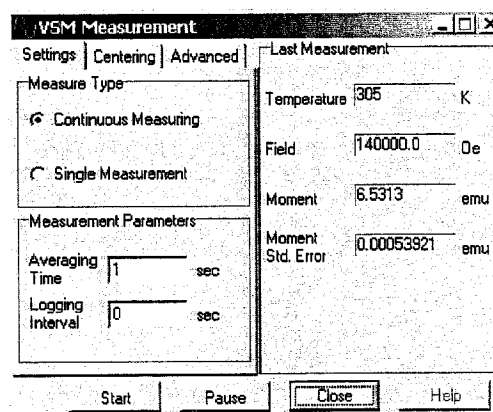 VSM Measurement
Settings Centering Advanced
Measure Type
Continuous Measuring
Single Measurement
Measurement Parameters
Averaging Time 1 sec
Logging Interval 0 sec
Last Measurement
Temperature 305 K
Field 140000.0 Oe
Moment 6.5313 emu
Moment Std. Error 0.00053921 emu
Start Pause Close Help